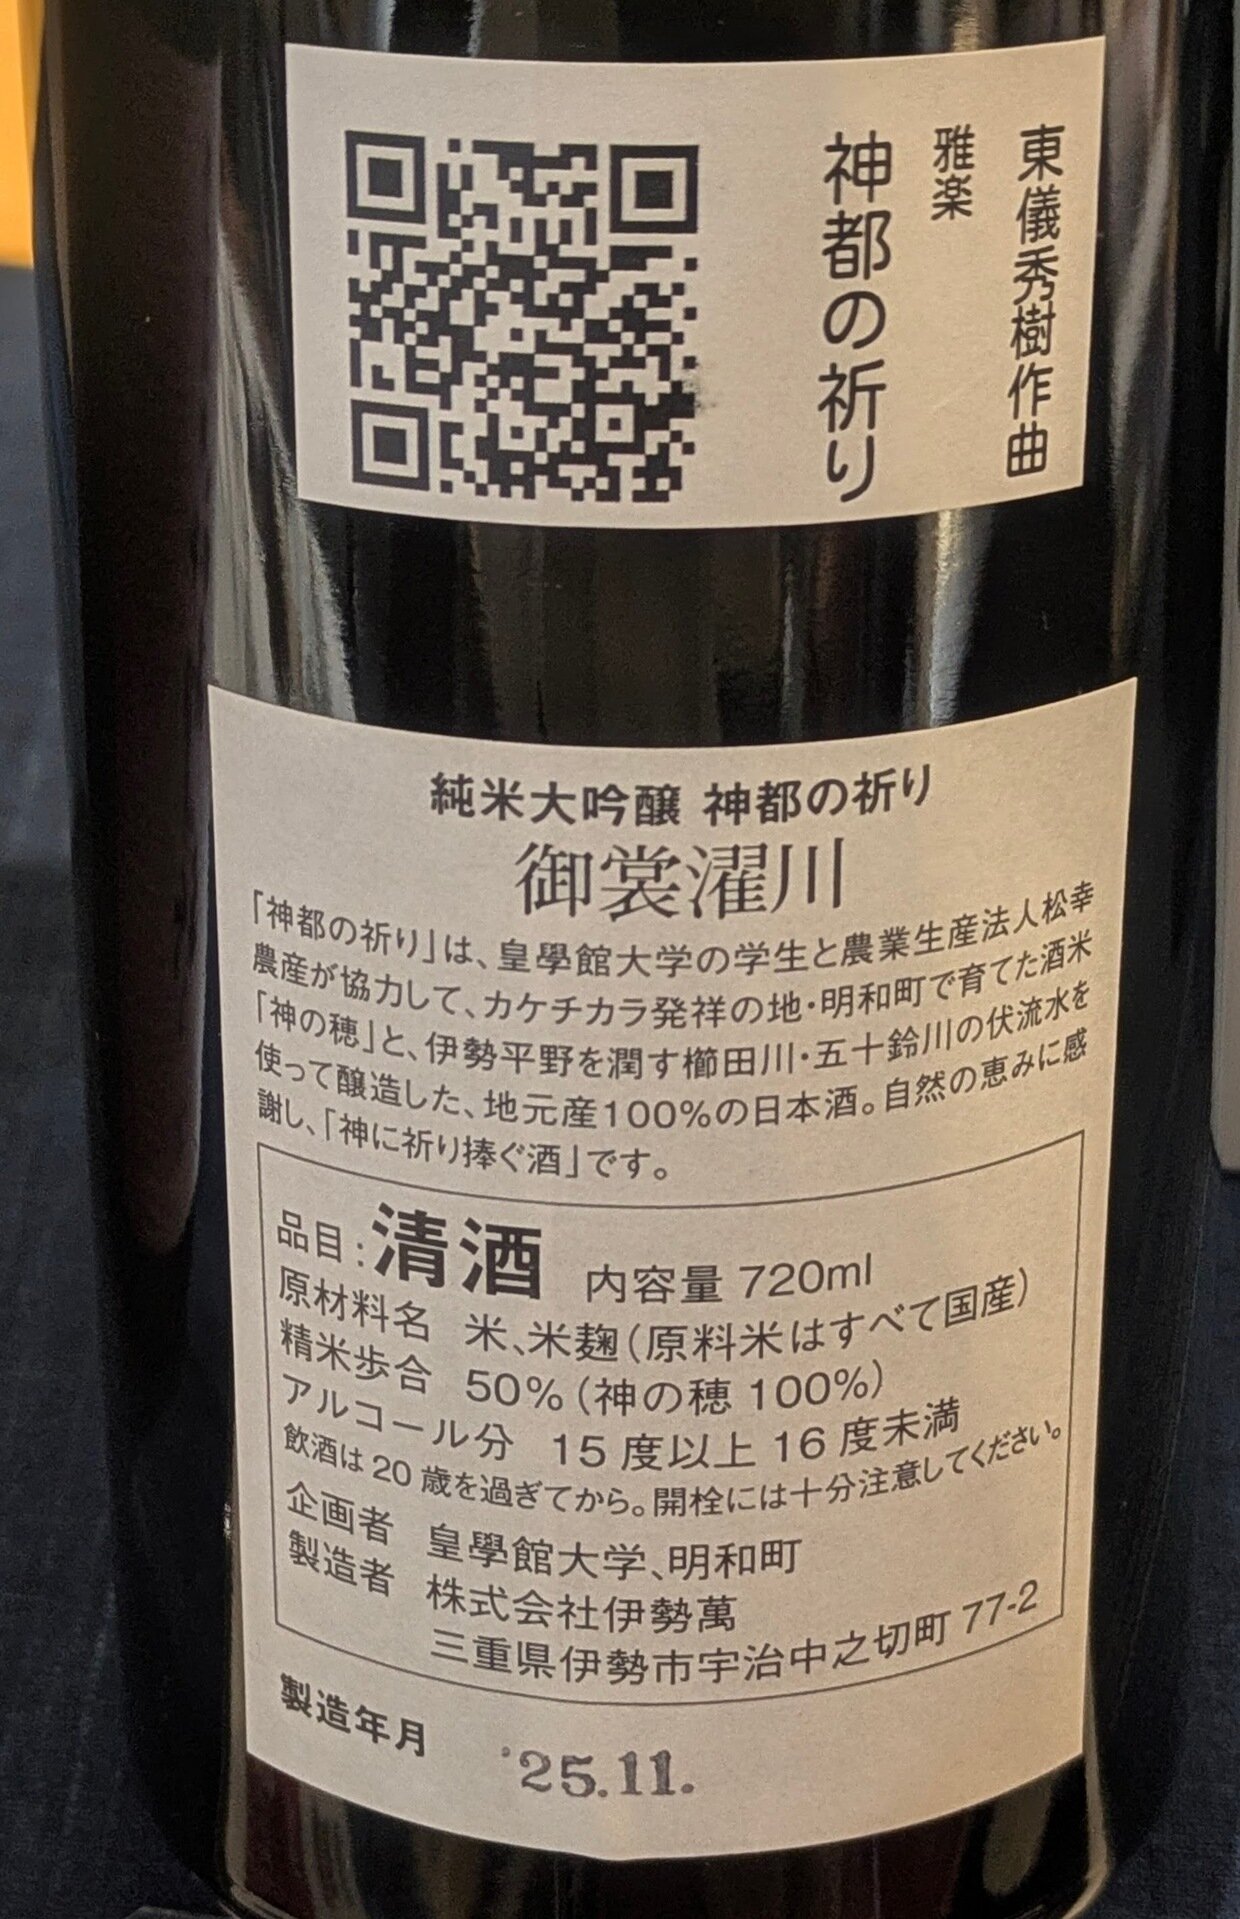 東儀秀樹作曲
雅楽
神都の祈り
純米大吟醸 神都の祈り
御裳濯川
「神都の祈り」は、皇學館大学の学生と農業生産法人松幸
農産が協力して、カケチカラ発祥の地・明和町で育てた酒米
「神の穂」と、伊勢平野を潤す櫛田川・五十鈴川の伏流水を
使って醸造した、地元産100%の日本酒。自然の恵みに感
謝し、「神に祈り捧ぐ酒」です。
品目:清酒 内容量 720ml
原材料名 米、米麹(原料米はすべて国産)
精米歩合 50%(神の穂 100%)
アルコール分 15 度以上 16 度未満
飲酒は 20 歳を過ぎてから。開栓には十分注意してください。
企画者 皇學館大学、明和町
製造者 株式会社伊勢萬
三重県伊勢市宇治中之切町 77-2
製造年月 '25.11.